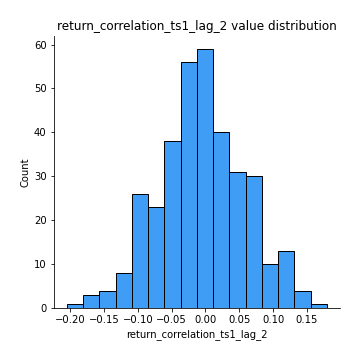 return_correlation_ts1_lag_2 value distribution
60
50
40
30
20
10
0
Count
−0.20 −0.15 −0.10 −0.05 0.00 0.05 0.10 0.15
return_correlation_ts1_lag_2